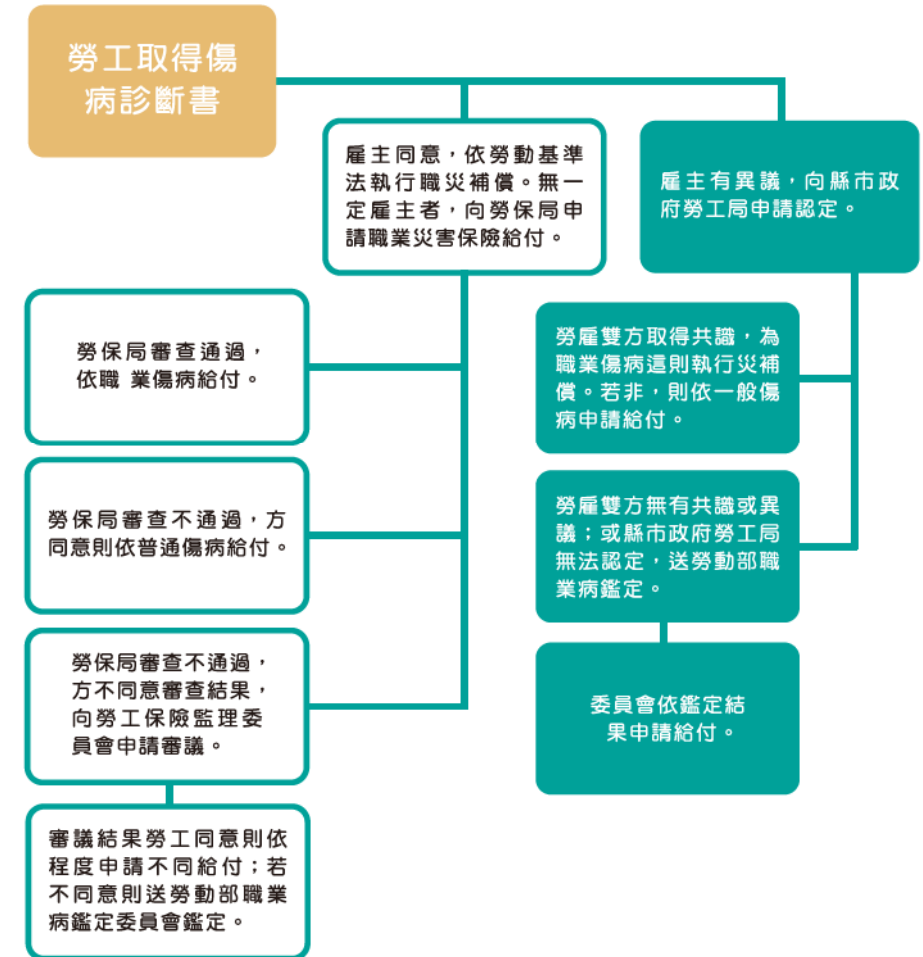 勞工取得傷
病診斷書
雇主同意，依勞動基準
法執行職災補償。無一
定雇主者，向勞保局申
請職業災害保險給付。
雇主有異議，向縣市政
府勞工局申請認定。
勞保局審查通過，
依職 業傷病給付。
勞保局審查不通過，方
同意則依普通傷病給付。
勞保局審查不通過，
方不同意審查結果，
向勞工保險監理委
員會申請審議。
審議結果勞工同意則依
程度申請不同給付；若
不同意則送勞動部職業
病鑑定委員會鑑定。
勞雇雙方取得共識，為
職業傷病這則執行災補
償。若非，則依一般傷
病申請給付。
勞雇雙方無有共識或異
議；或縣市政府勞工局
無法認定，送勞動部職
業病鑑定。
委員會依鑑定結
果申請給付。